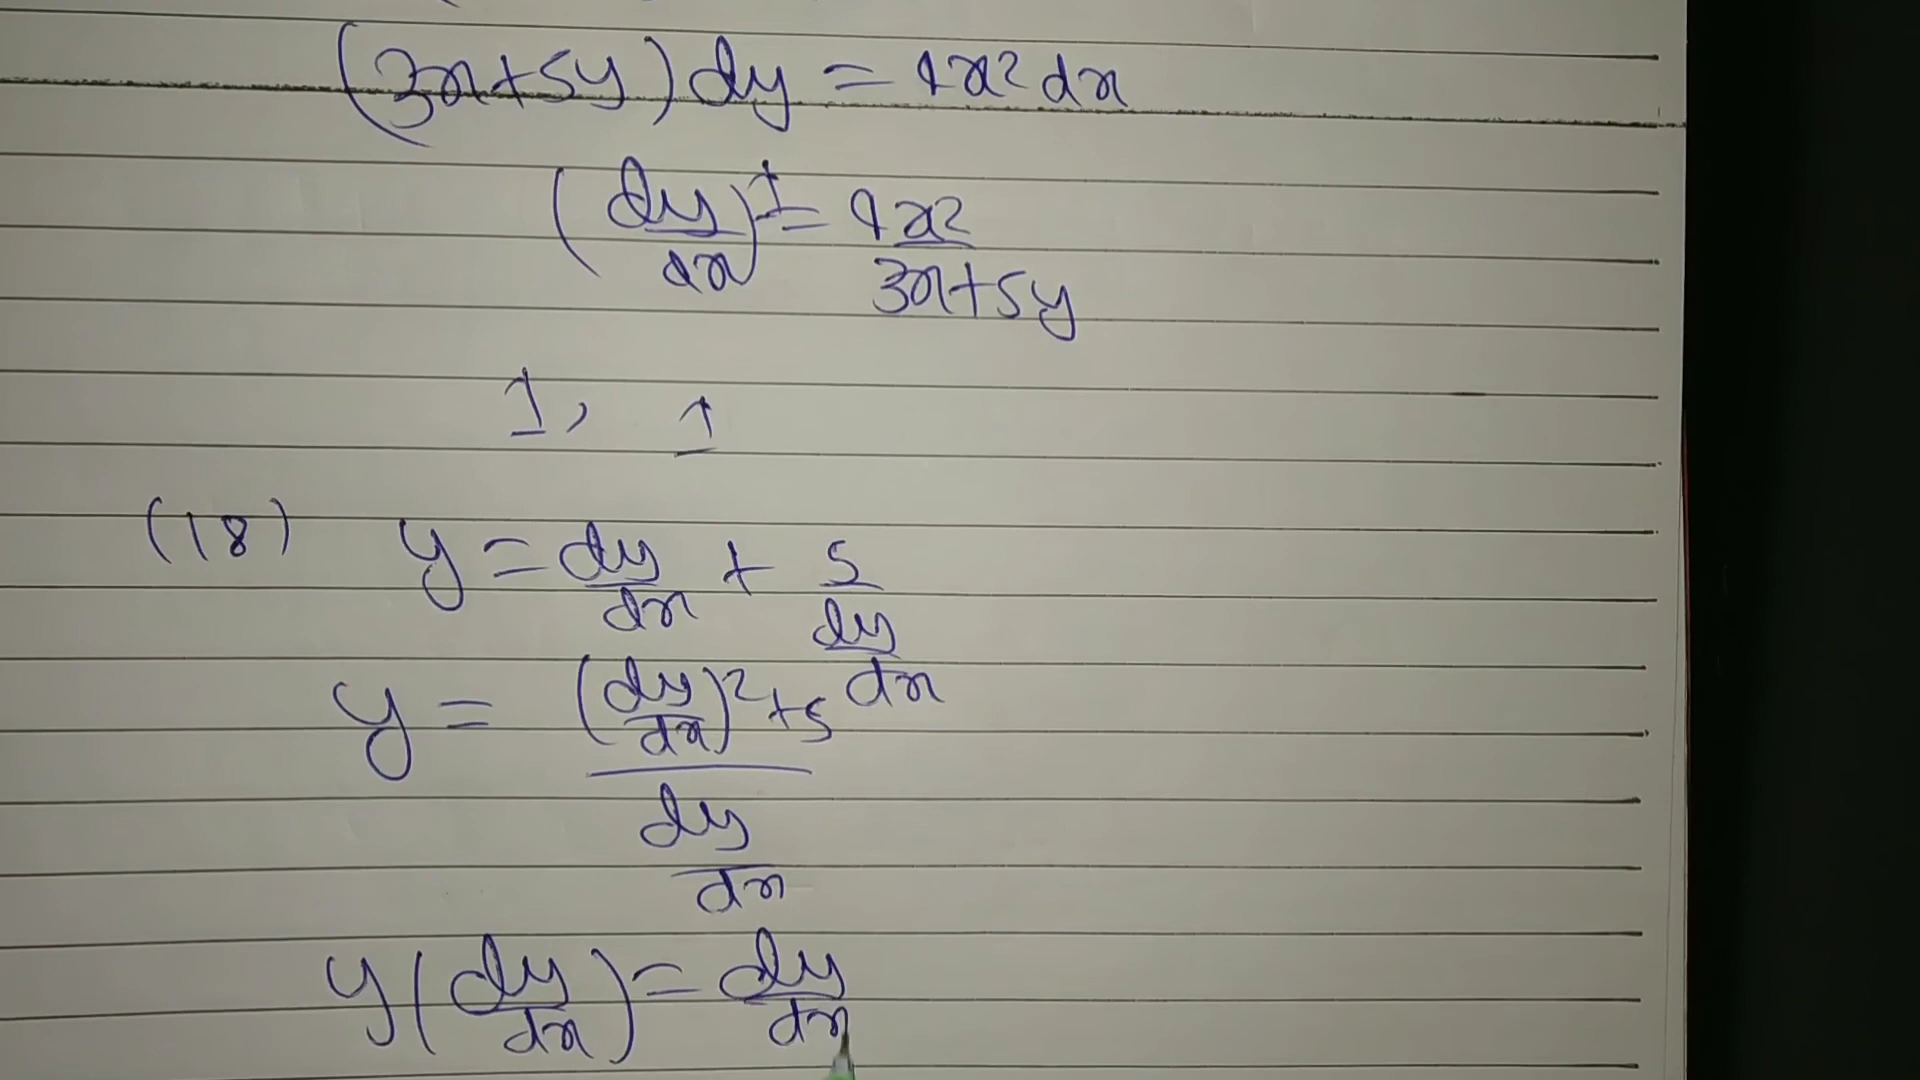 (3x+5y) dy = 4x² dx
(dy/dx)¹ = 4x²/3x+5y
1, 1
(18) y = dy/dx + 5/dy/dx
y = (dy/dx)²+5/dy/dx
y(dy/dx) = dy/dx